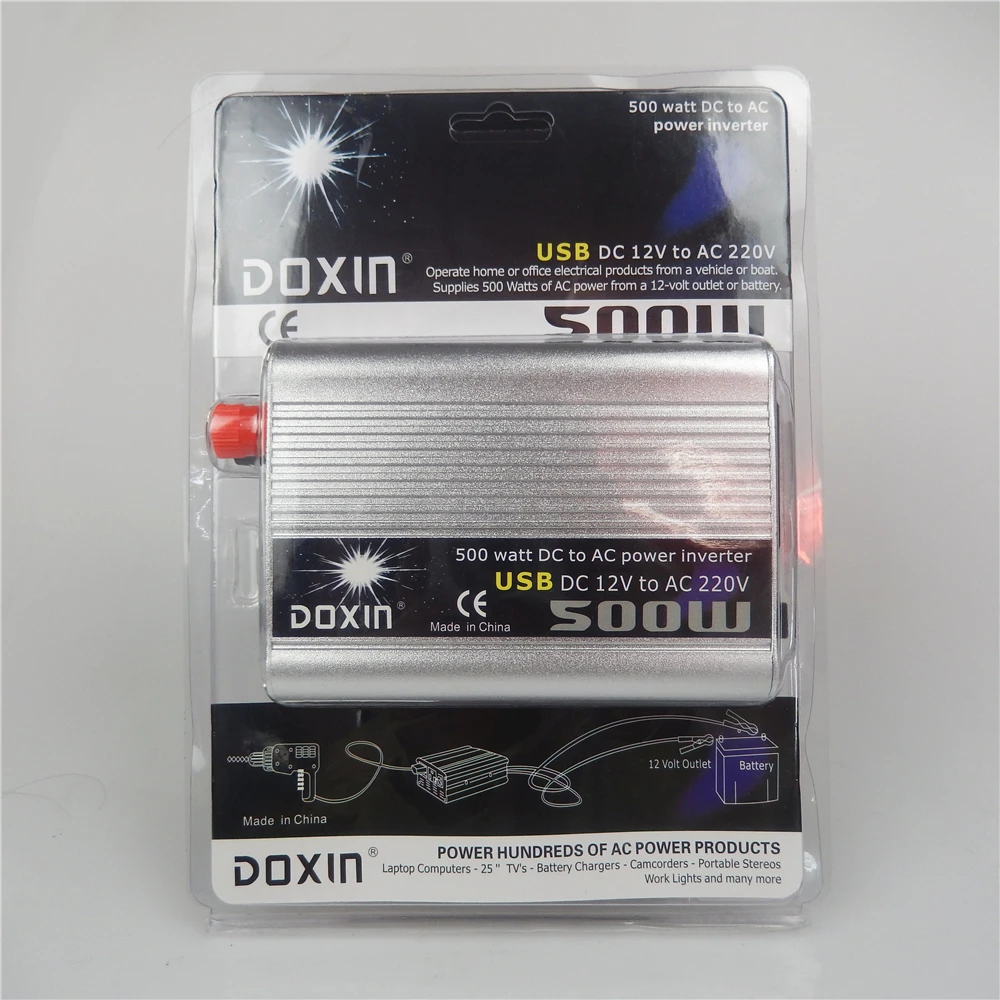 500 watt DC to AC
power inverter
USB DC 12V to AC 220V
DOXIN®
Operate home or office electrical products from a vehicle or boat.
Supplies 500 Watts of AC power from a 12-volt outlet or battery.
CE
500W
500 watt DC to AC power inverter
USB DC 12V to AC 220V
DOXIN®
CE
Made in China
500W
12 Volt Outlet
Battery
Made in China
DOXIN®
POWER HUNDREDS OF AC POWER PRODUCTS
Laptop Computers - 25" TV's - Battery Chargers - Camcorders - Portable Stereos
Work Lights and many more